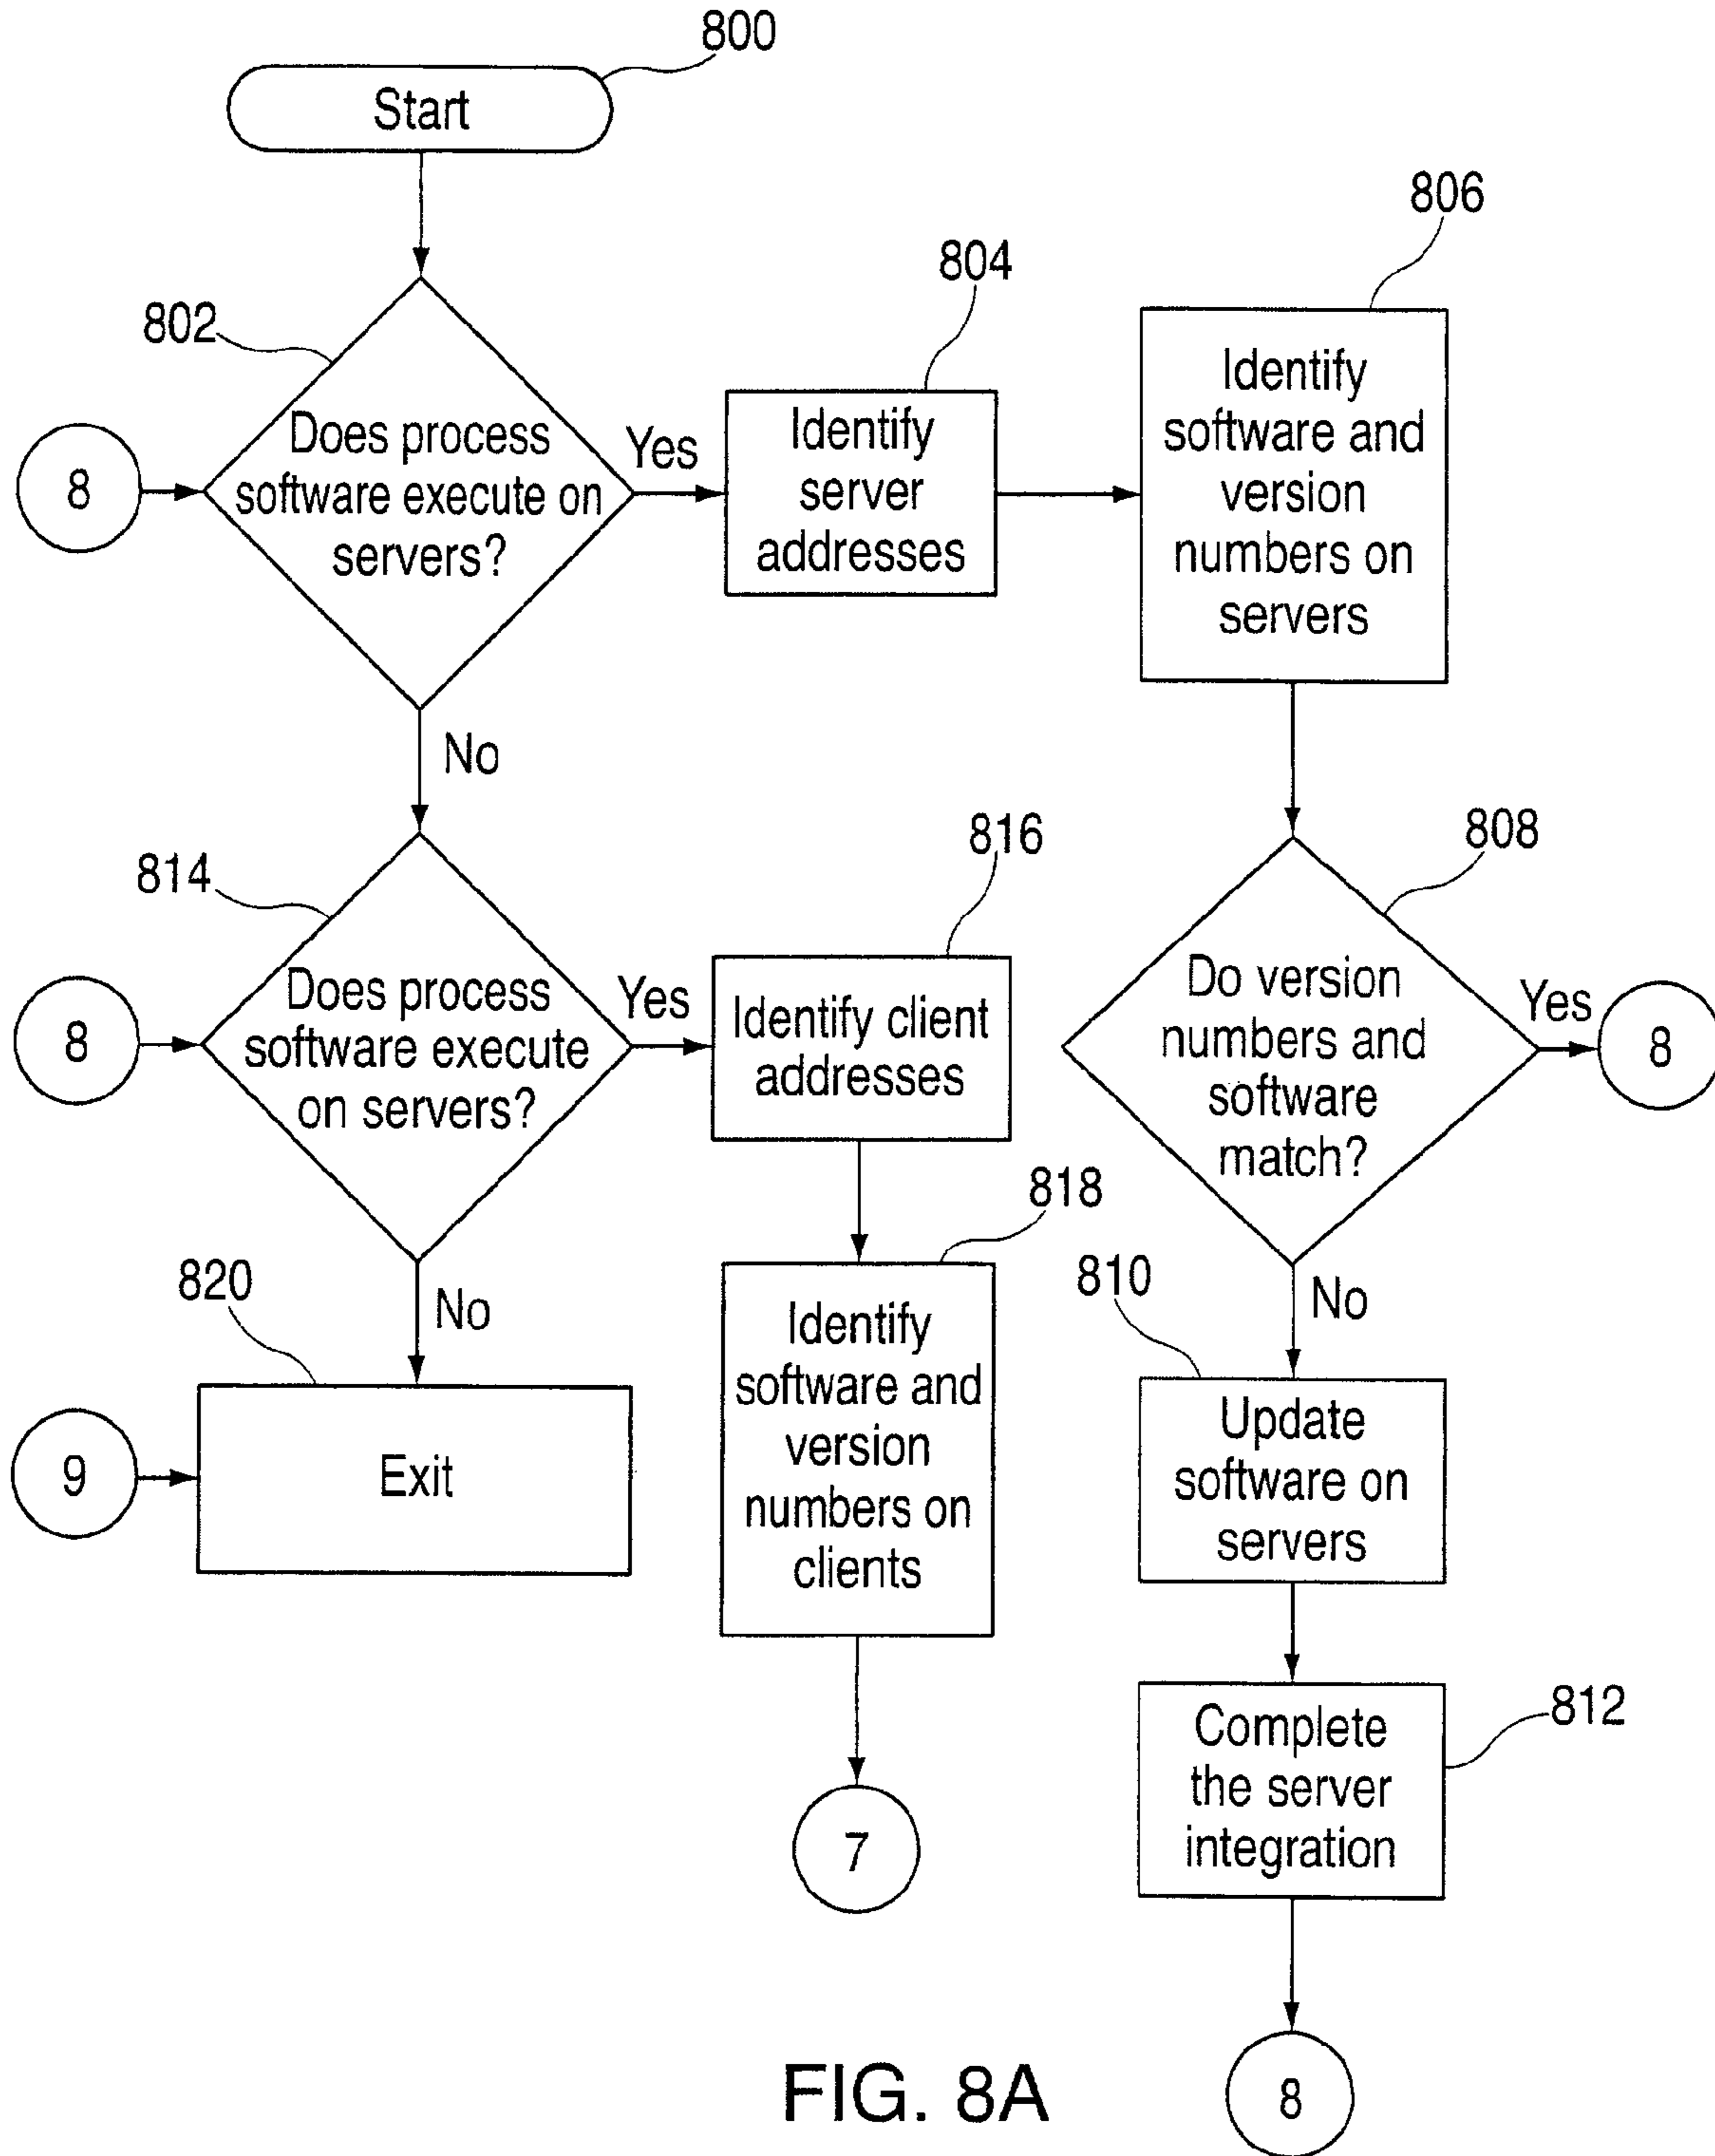 800
Start
802
Does process
software execute on
servers?
8
Yes
804
Identify
server
addresses
806
Identify
software and
version
numbers on
servers
No
814
Does process
software execute
on servers?
8
Yes
816
Identify client
addresses
808
Do version
numbers and
software
match?
Yes
8
818
Identify
software and
version
numbers on
clients
7
No
820
Exit
9
No
810
Update
software on
servers
812
Complete
the server
integration
8
FIG. 8A